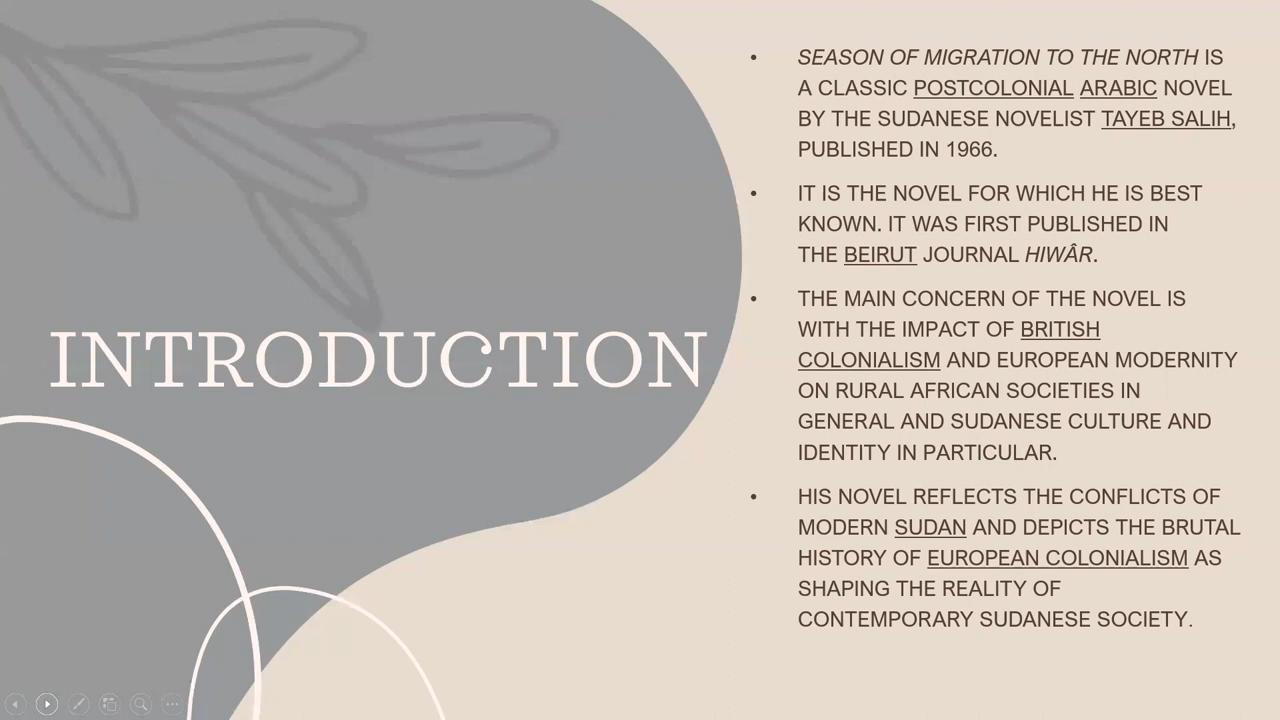 INTRODUCTION
• SEASON OF MIGRATION TO THE NORTH IS
A CLASSIC POSTCOLONIAL ARABIC NOVEL
BY THE SUDANESE NOVELIST TAYEB SALIH,
PUBLISHED IN 1966.
• IT IS THE NOVEL FOR WHICH HE IS BEST
KNOWN. IT WAS FIRST PUBLISHED IN
THE BEIRUT JOURNAL HIWÂR.
• THE MAIN CONCERN OF THE NOVEL IS
WITH THE IMPACT OF BRITISH
COLONIALISM AND EUROPEAN MODERNITY
ON RURAL AFRICAN SOCIETIES IN
GENERAL AND SUDANESE CULTURE AND
IDENTITY IN PARTICULAR.
• HIS NOVEL REFLECTS THE CONFLICTS OF
MODERN SUDAN AND DEPICTS THE BRUTAL
HISTORY OF EUROPEAN COLONIALISM AS
SHAPING THE REALITY OF
CONTEMPORARY SUDANESE SOCIETY.